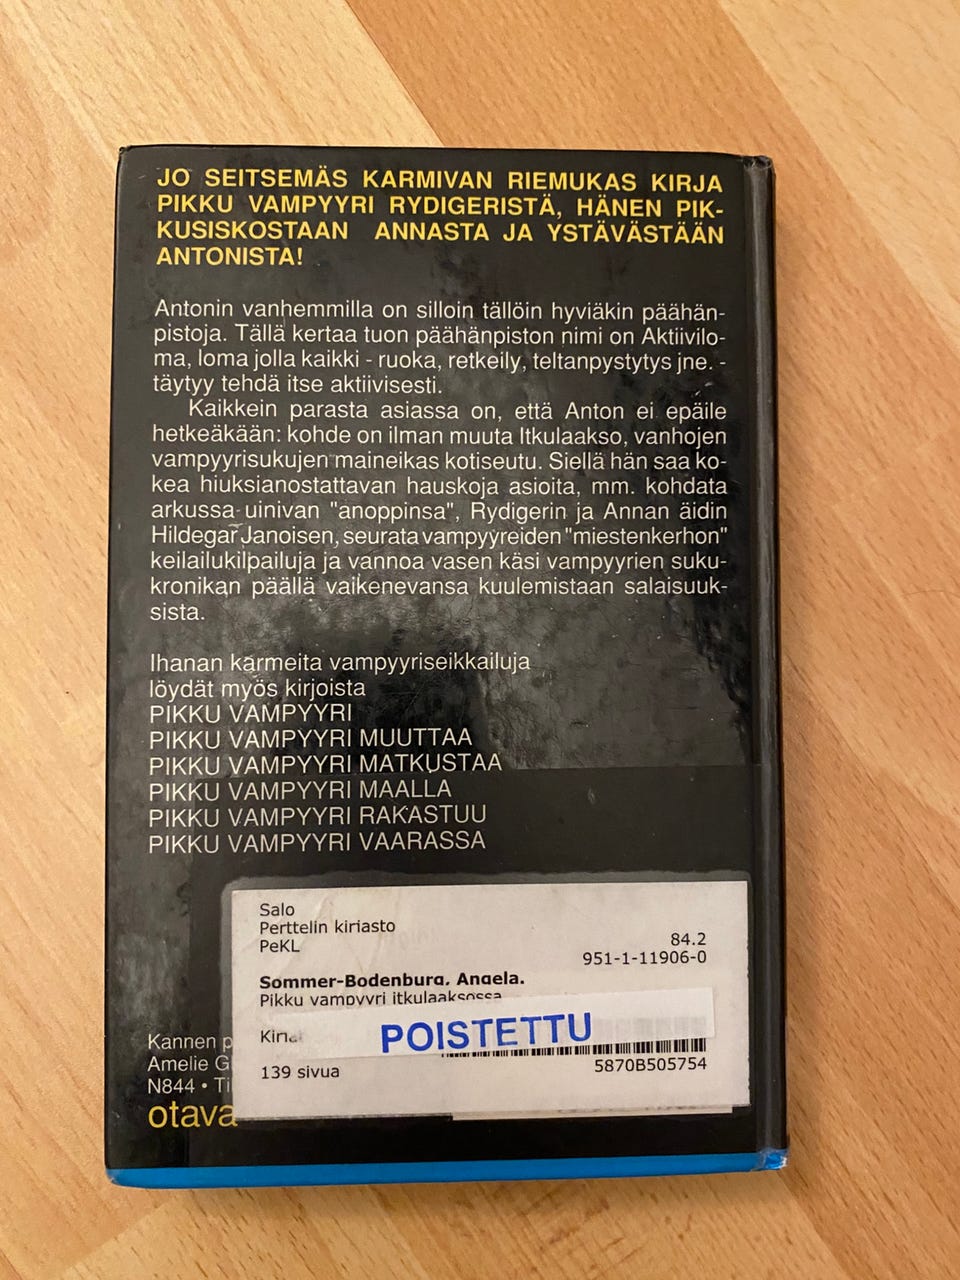 JO SEITSEMÄS KARMIVAN RIEMUKAS KIRJA
PIKKU VAMPYYRI RYDIGERISTÄ, HÄNEN PIK-
KUSISKOSTAAN ANNASTA JA YSTÄVÄSTÄÄN
ANTONISTA!
Antonin vanhemmilla on silloin tällöin hyviäkin päähän-
pistoja. Tällä kertaa tuon päähänpiston nimi on Aktiivilo-
ma, loma jolla kaikki - ruoka, retkeily, teltanpystytys jne. -
täytyy tehdä itse aktiivisesti.
Kaikkein parasta asiassa on, että Anton ei epäile
hetkeäkään: kohde on ilman muuta Itkulaakso, vanhojen
vampyyrisukujen maineikas kotiseutu. Siellä hän saa ko-
kea hiuksianostattavan hauskoja asioita, mm. kohdata
arkussa uinivan "anoppinsa", Rydigerin ja Annan äidin
Hildegar Janoisen, seurata vampyyreiden "miestenkerhon"
keilailukilpailuja ja vannoa vasen käsi vampyyrien suku-
kronikan päällä vaikenevansa kuulemistaan salaisuuk-
sista.
Ihanan karmeita vampyyriseikkailuja
löydät myös kirjoista
PIKKU VAMPYYRI
PIKKU VAMPYYRI MUUTTAA
PIKKU VAMPYYRI MATKUSTAA
PIKKU VAMPYYRI MAALLA
PIKKU VAMPYYRI RAKASTUU
PIKKU VAMPYYRI VAARASSA
Salo
Perttelin kirjasto
PeKL
84.2
951-1-11906-0
Sommer-Bodenburg, Angela.
Pikku vampyyri itkulaaksossa
POISTETTU
139 sivua
5870B505754
Kannen
Amelie
N844 •
otava